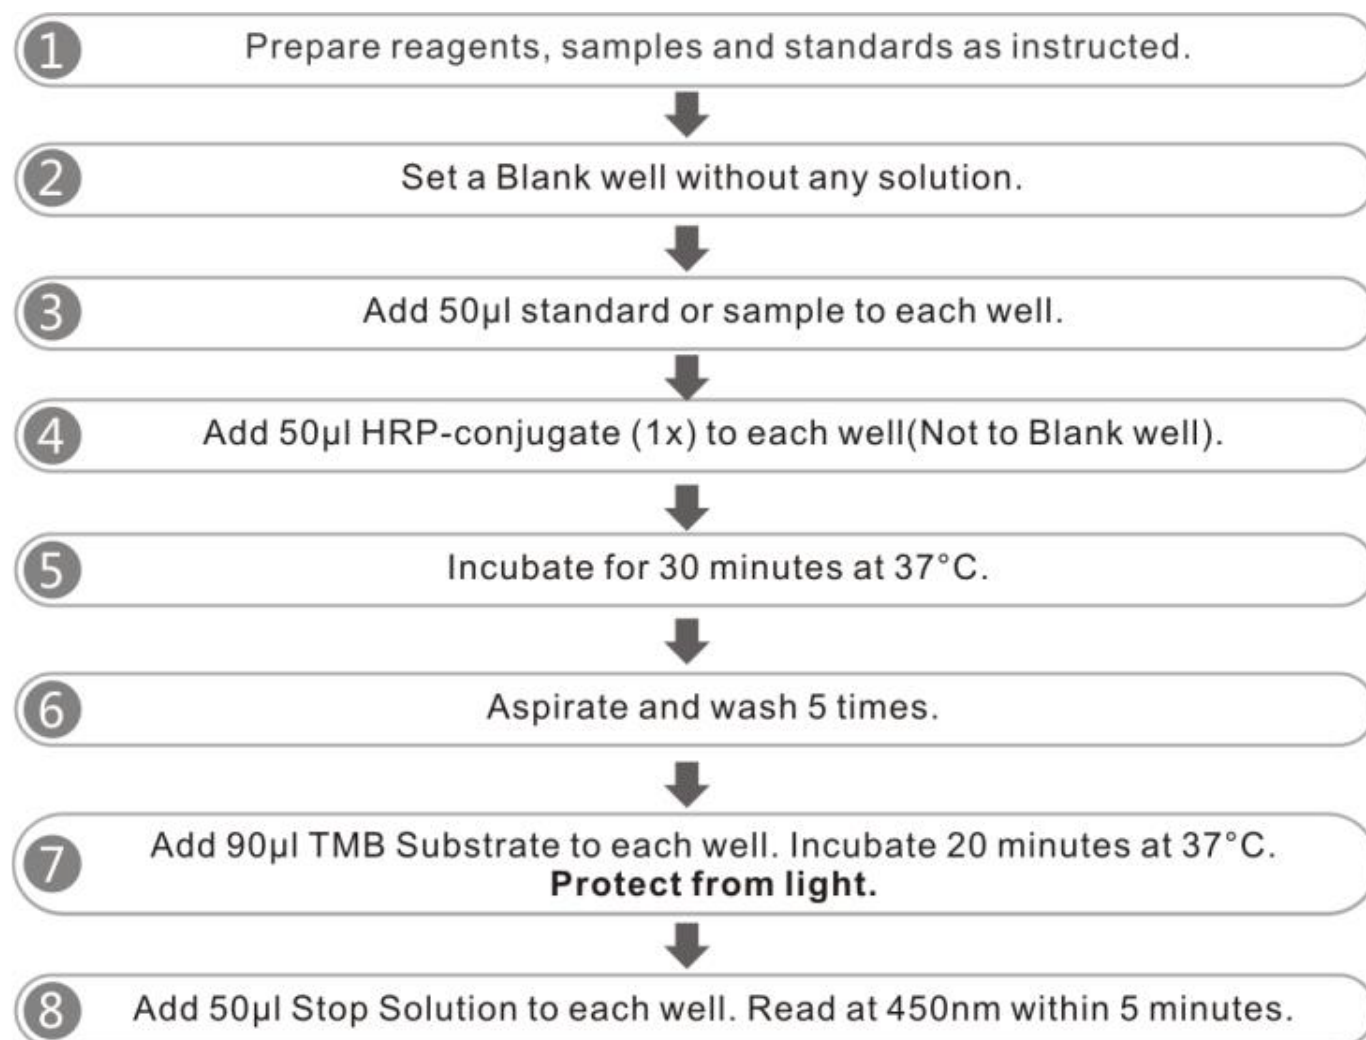 1 Prepare reagents, samples and standards as instructed.
2 Set a Blank well without any solution.
3 Add 50µl standard or sample to each well.
4 Add 50µl HRP-conjugate (1x) to each well(Not to Blank well).
5 Incubate for 30 minutes at 37°C.
6 Aspirate and wash 5 times.
7 Add 90µl TMB Substrate to each well. Incubate 20 minutes at 37°C.
Protect from light.
8 Add 50µl Stop Solution to each well. Read at 450nm within 5 minutes.